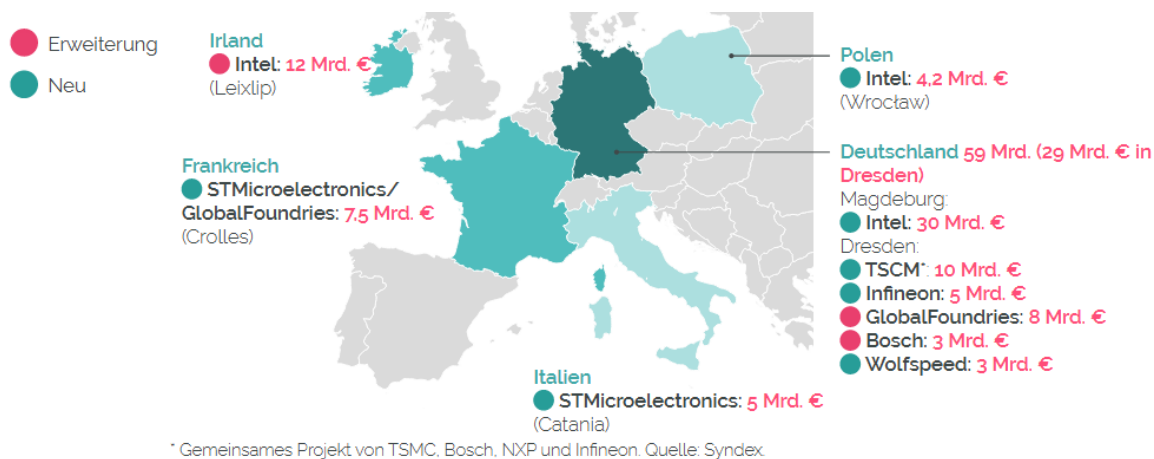 Erweiterung
Neu
Irland
Intel: 12 Mrd. €
(Leixlip)
Frankreich
STMicroelectronics/
GlobalFoundries: 7,5 Mrd. €
(Crolles)
Italien
STMicroelectronics: 5 Mrd. €
(Catania)
Polen
Intel: 4,2 Mrd. €
(Wrocław)
Deutschland 59 Mrd. (29 Mrd. € in
Dresden)
Magdeburg:
Intel: 30 Mrd. €
Dresden:
TSCM*: 10 Mrd. €
Infineon: 5 Mrd. €
GlobalFoundries: 8 Mrd. €
Bosch: 3 Mrd. €
Wolfspeed: 3 Mrd. €
* Gemeinsames Projekt von TSMC, Bosch, NXP und Infineon. Quelle: Syndex.